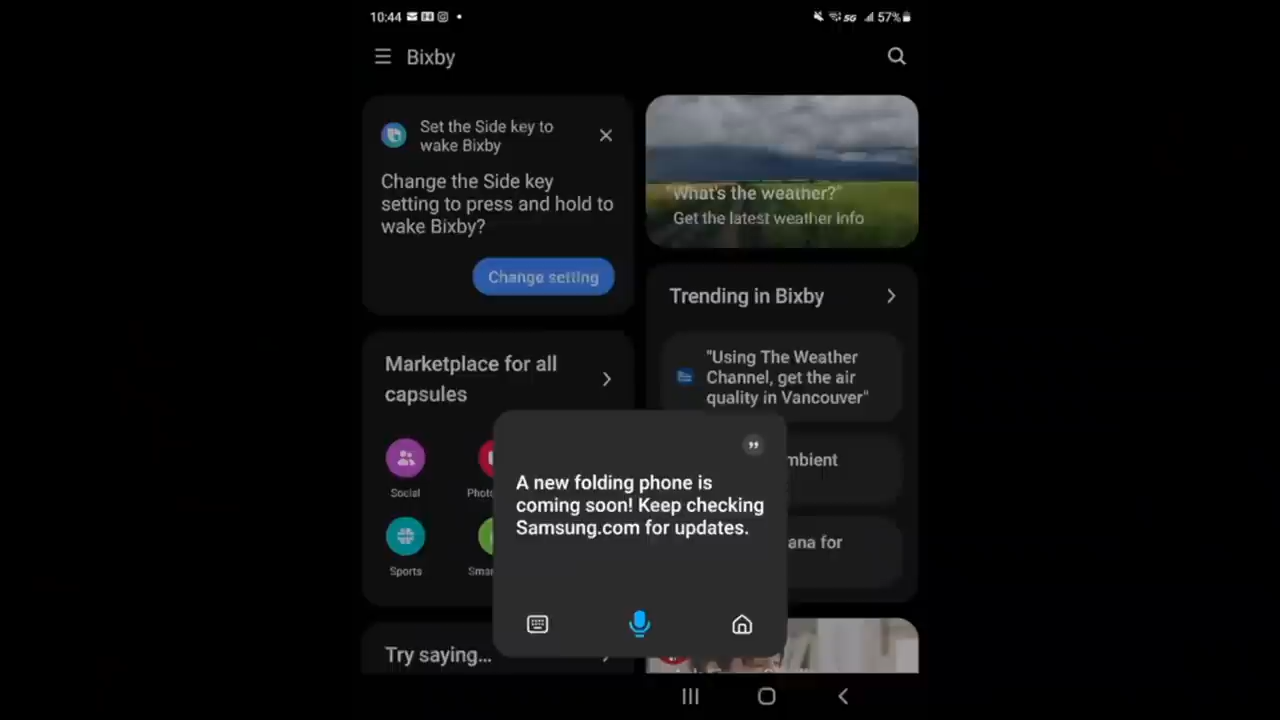 10:44
5G
57%
Bixby
Set the Side key to
wake Bixby
Change the Side key
setting to press and hold to
wake Bixby?
Change setting
"What's the weather?"
Get the latest weather info
Trending in Bixby
"Using The Weather
Channel, get the air
quality in Vancouver"
Marketplace for all
capsules
Social
Sports
A new folding phone is
coming soon! Keep checking
Samsung.com for updates.
Try saying...